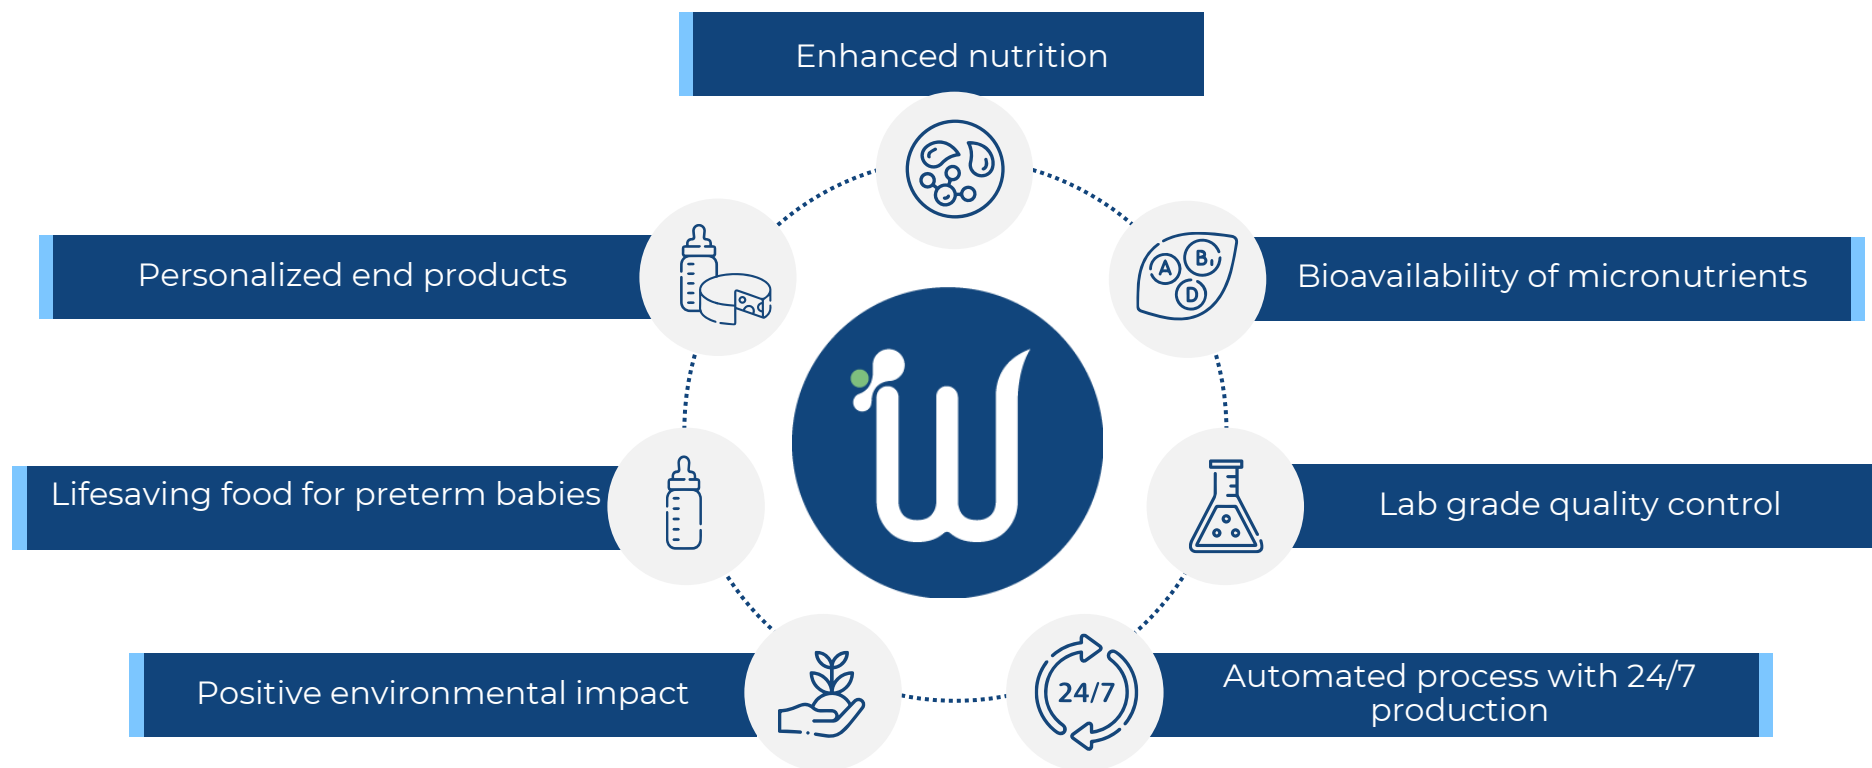 Enhanced nutrition
Personalized end products
A
B₁
D
Bioavailability of micronutrients
W
Lifesaving food for preterm babies
Lab grade quality control
Positive environmental impact
24/7
Automated process with 24/7
production